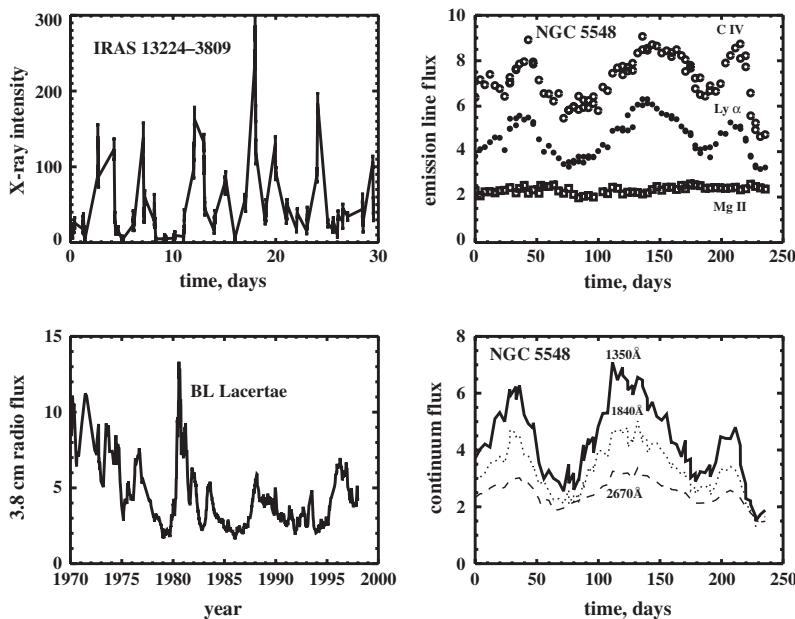 IRAS 13224–3809
X-ray intensity
300
200
100
0
0 10 20 30
time, days
NGC 5548
C IV
Ly α
Mg II
emission line flux
10
8
6
4
2
0
0 50 100 150 200 250
time, days
BL Lacertae
3.8 cm radio flux
15
10
5
0
1970 1975 1980 1985 1990 1995 2000
year
NGC 5548
1350Å
1840Å
2670Å
continuum flux
8
6
4
2
0
0 50 100 150 200 250
time, days